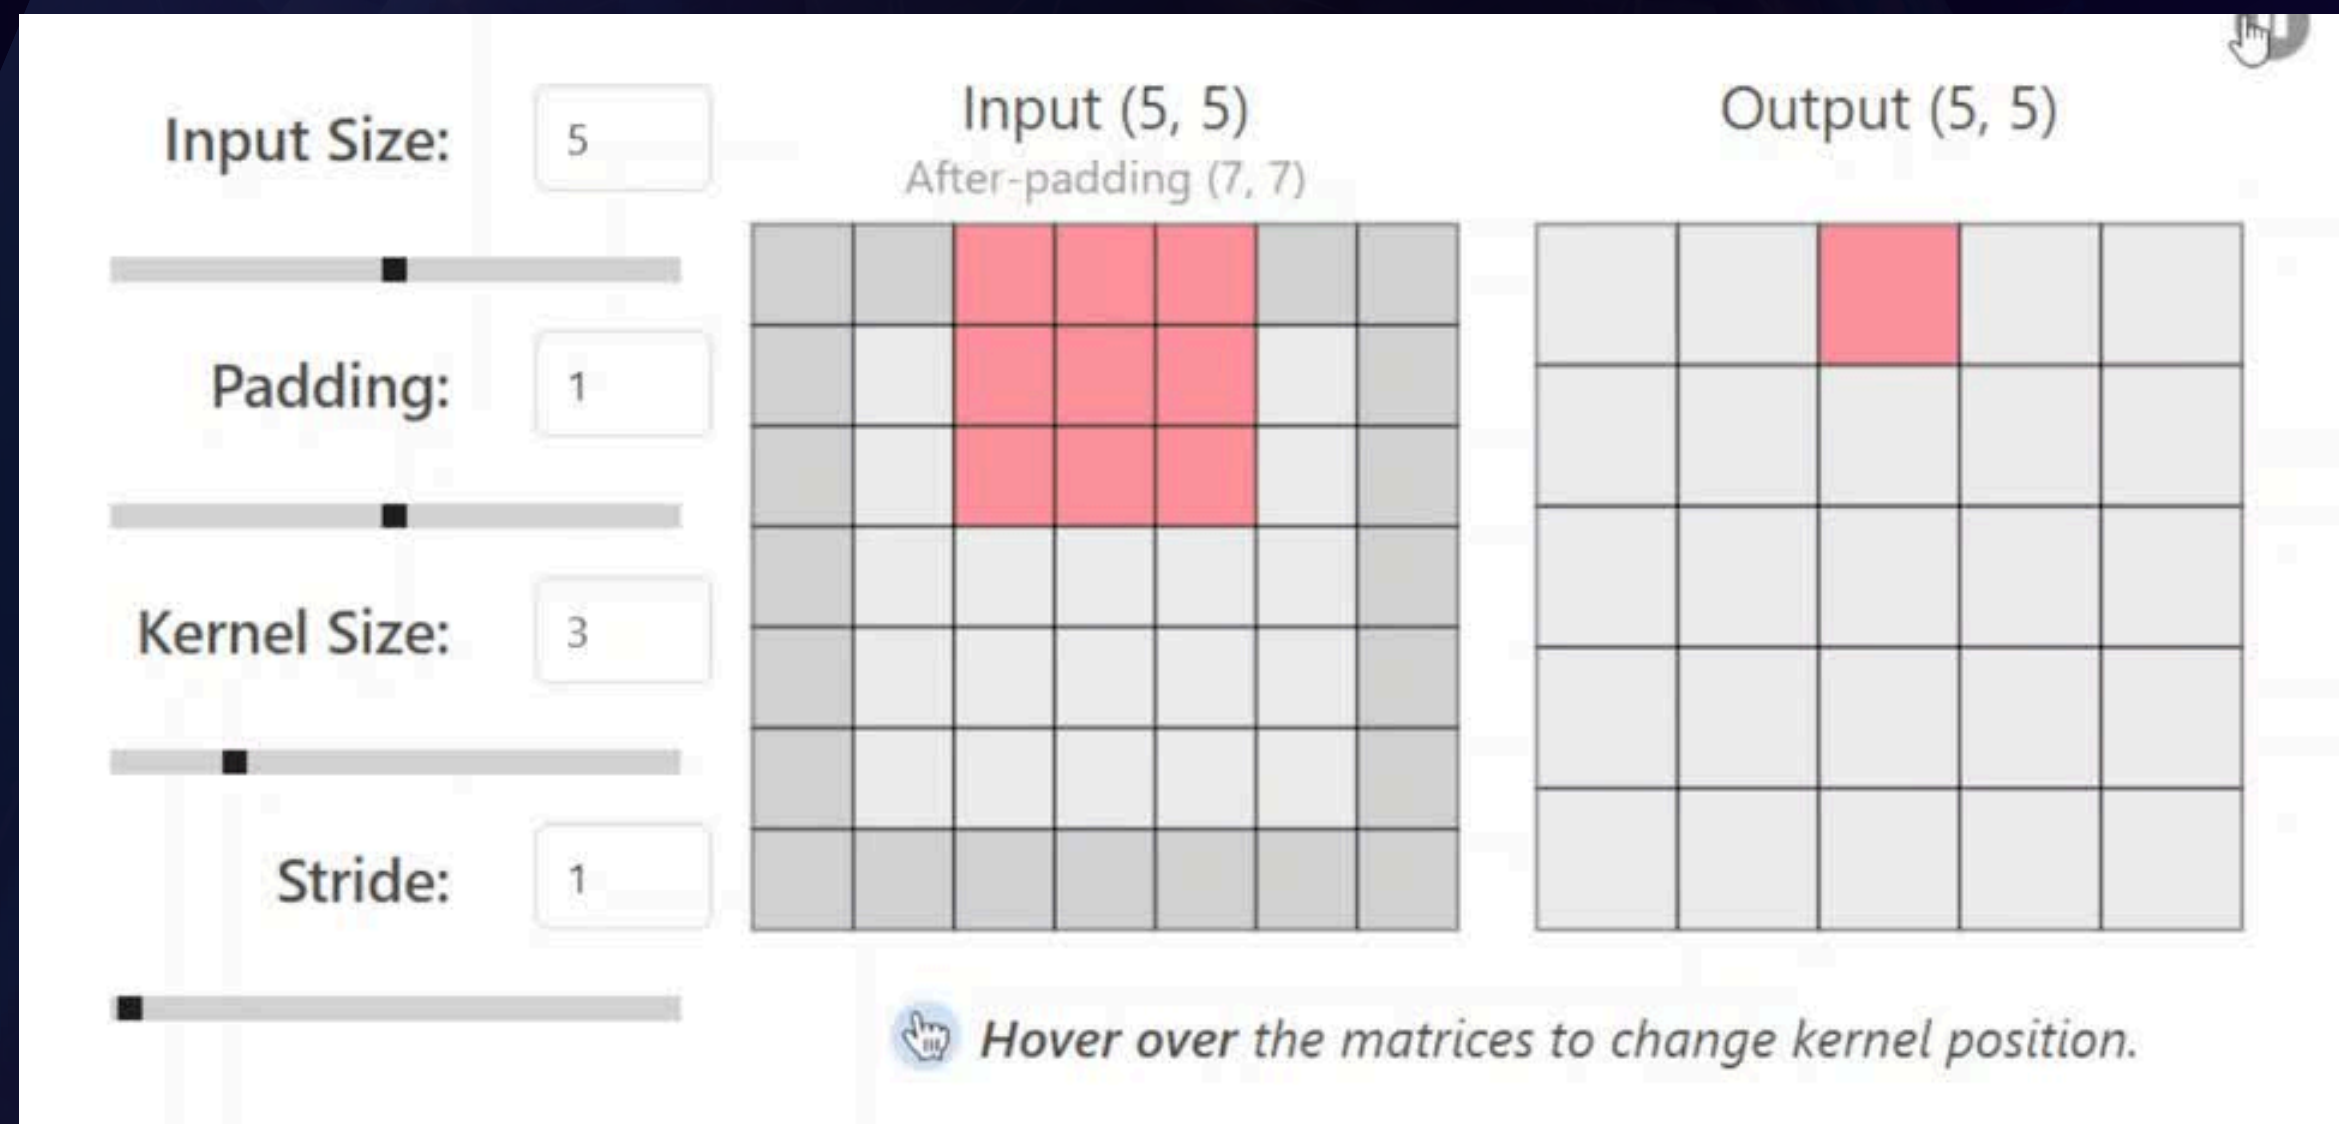 Input Size: 5
Padding: 1
Kernel Size: 3
Stride: 1
Input (5, 5)
After-padding (7, 7)
Output (5, 5)
Hover over the matrices to change kernel position.